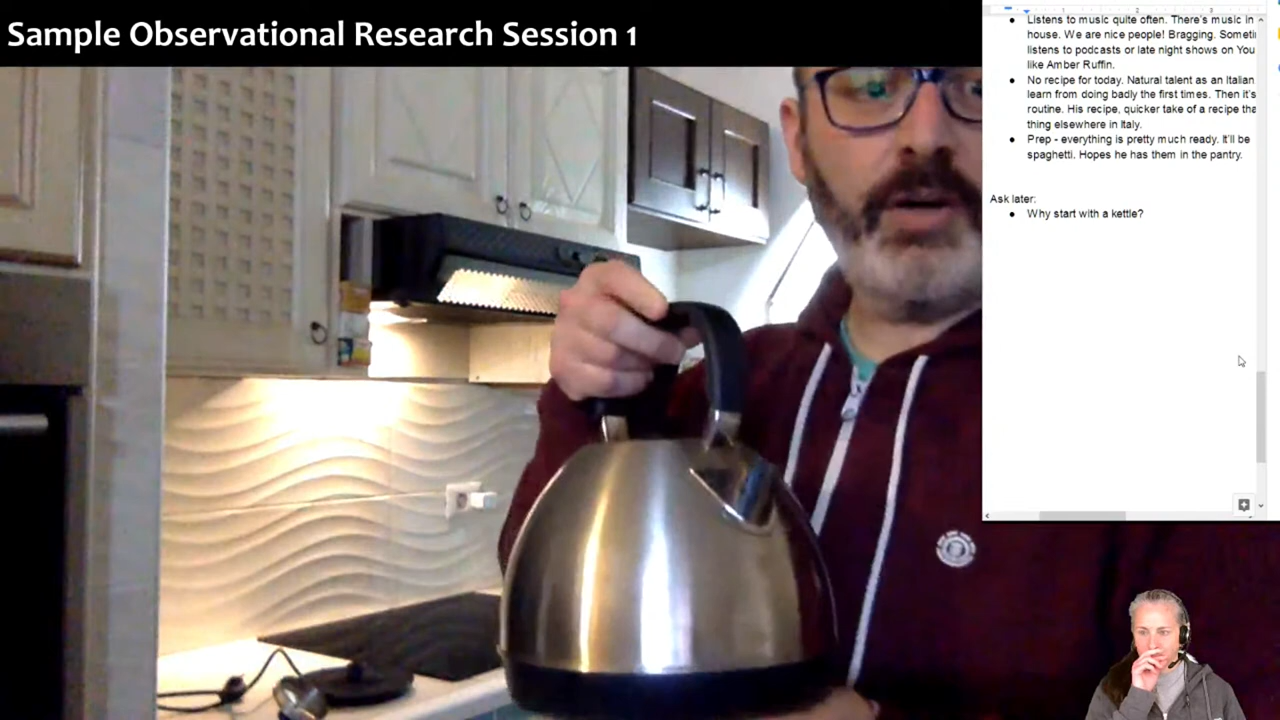 Sample Observational Research Session 1
Listens to music quite often. There's music in
house. We are nice people! Bragging.
listens to podcasts or late night shows on You
like Amber Ruffin.
No recipe for today. Natural talent as an Italian
learn from doing badly the first times. Then it's
routine. His recipe, quicker take of a recipe
thing elsewhere in Italy.
Prep - everything is pretty much ready. It'll be
spaghetti. Hopes he has them in the pantry.
Ask later:
Why start with a kettle?